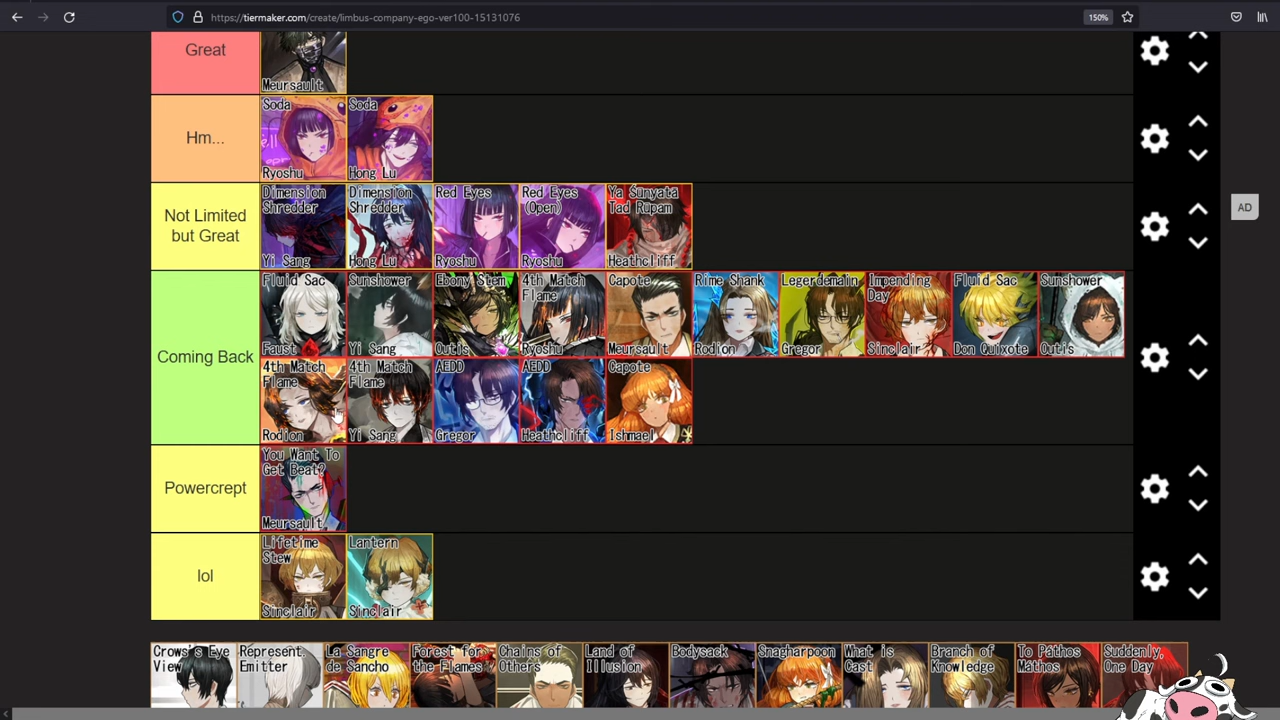 https://tiermaker.com/create/limbus-company-ego-ver100-15131076
150%
Great
Meursault
Hm...
Soda
Ryoshu
Soda
Hong Lu
Not Limited
but Great
Dimension
Shredder
Yi Sang
Dimension
Shredder
Hong Lu
Red Eyes
Ryoshu
Red Eyes
(Open)
Ryoshu
Ya Śūnyatā
Tad Rūpam
Heathcliff
AD
Coming Back
Fluid Sac
Faust
Sunshower
Yi Sang
Ebony Stem
Outis
4th Match
Flame
Ryoshu
Capote
Meursault
Rime Shank
Rodion
Legerdemain
Gregor
Impending
Day
Sinclair
Fluid Sac
Don Quixote
Sunshower
Outis
4th Match
Flame
Rodion
4th Match
Flame
Yi Sang
AEDD
Gregor
AEDD
Heathcliff
Capote
Ishmael
Powercrept
You Want To
Get Beat?
Meursault
lol
Lifetime
Stew
Sinclair
Lantern
Sinclair
Crow's Eye
View
Represent.
Emitter
La Sangre
de Sancho
Forest for
the Flames
Chains of
Others
Land of
Illusion
Bodysack
Snagharpoon
What is
Cast
Branch of
Knowledge
To Páthos
Máthos
Suddenly,
One Day